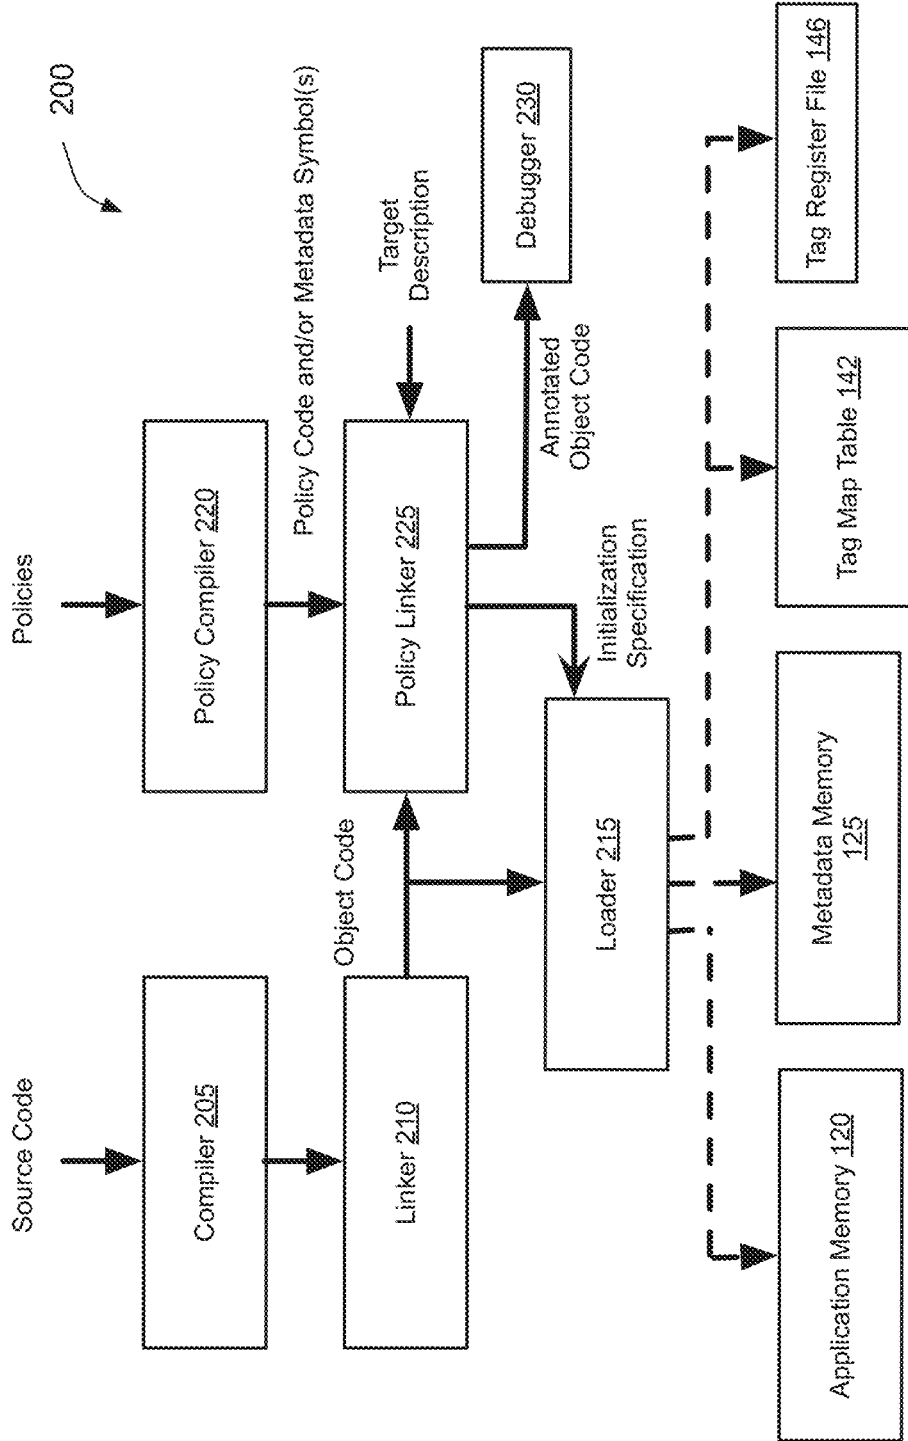 200
Source Code
Policies
Compiler 205
Policy Compiler 220
Policy Code and/or Metadata Symbol(s)
Linker 210
Object Code
Policy Linker 225
Target
Description
Debugger 230
Annotated
Object Code
Initialization
Specification
Loader 215
Application Memory 120
Metadata Memory
125
Tag Map Table 142
Tag Register File 146